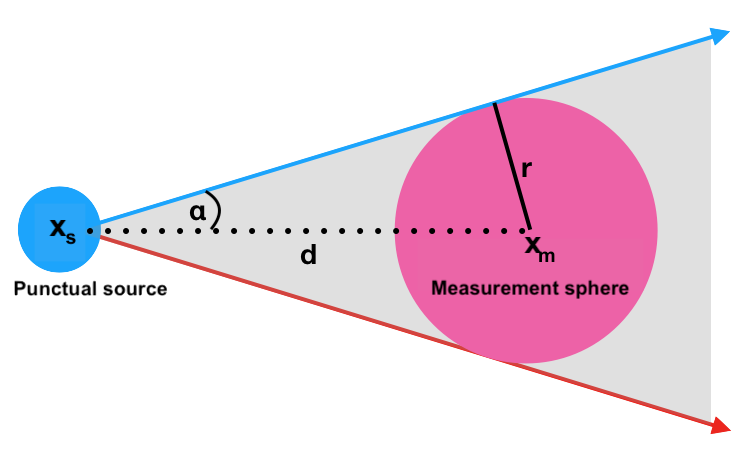 r
α
xs
d
xm
Punctual source
Measurement sphere